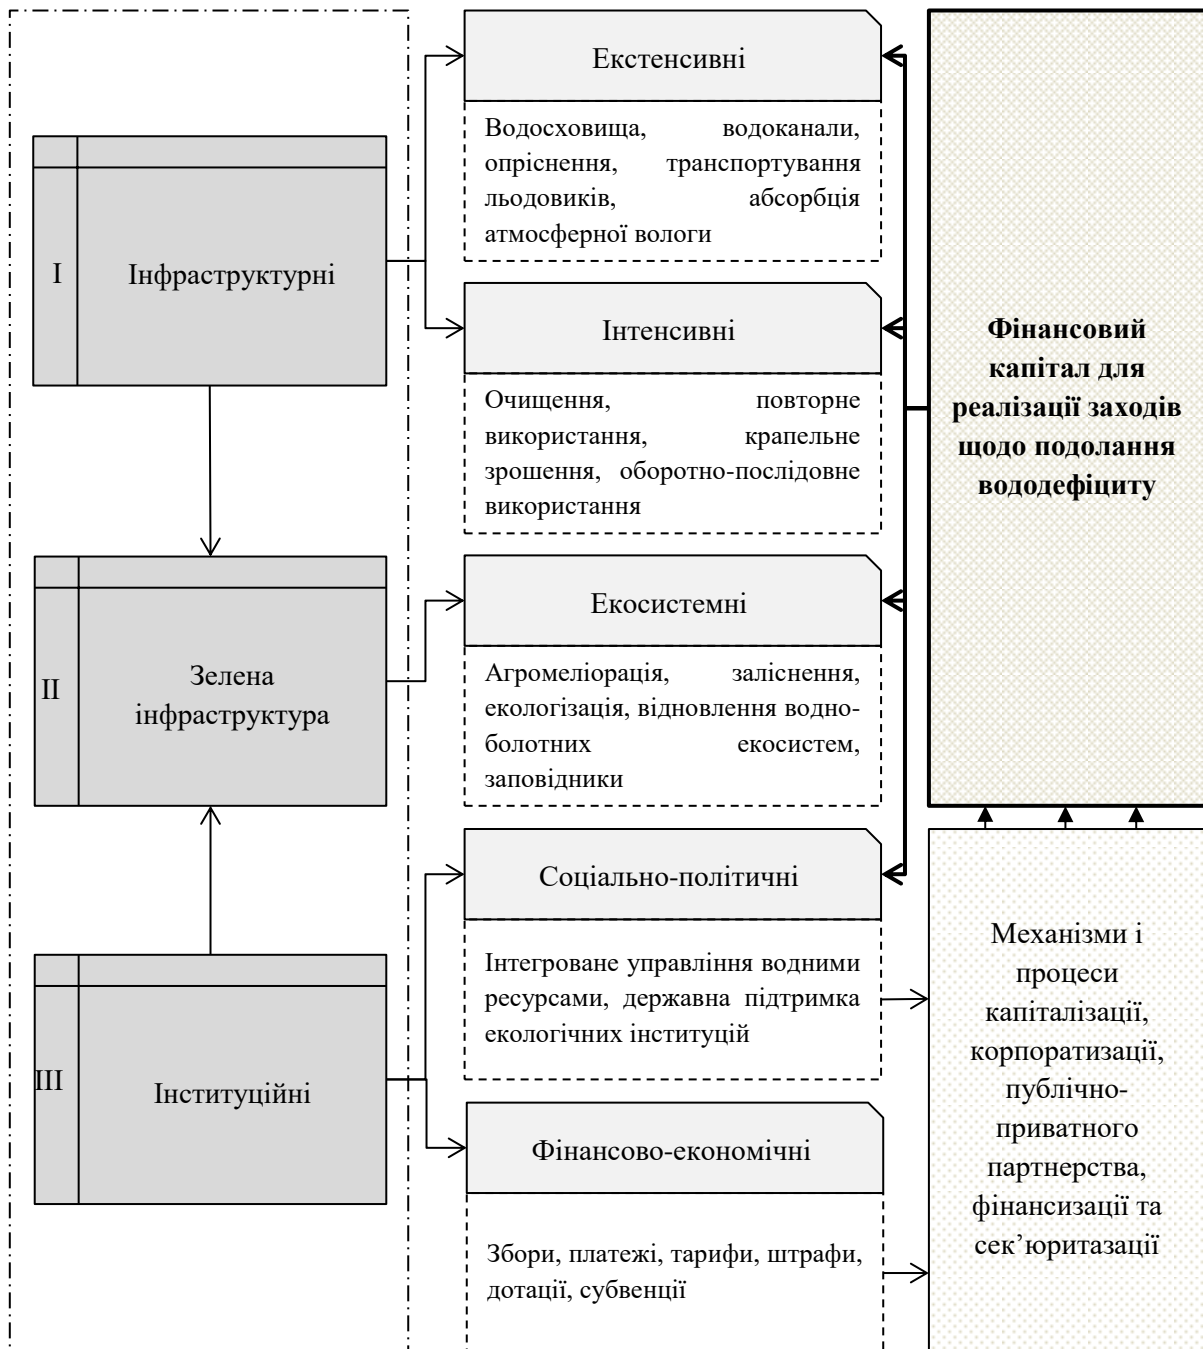 Екстенсивні
Водосховища, водоканали,
опріснення, транспортування
льодовиків, абсорбція
атмосферної вологи
I
Інфраструктурні
Інтенсивні
Очищення, повторне
використання, крапельне
зрошення, оборотно-послідовне
використання
Фінансовий
капітал для
реалізації заходів
щодо подолання
вододефіциту
II
Зелена
інфраструктура
Екосистемні
Агромеліорація, заліснення,
екологізація, відновлення водно-
болотних екосистем,
заповідники
III
Інституційні
Соціально-політичні
Інтегроване управління водними
ресурсами, державна підтримка
екологічних інституцій
Фінансово-економічні
Збори, платежі, тарифи, штрафи,
дотації, субвенції
Механізми і
процеси
капіталізації,
корпоратизації,
публічно-
приватного
партнерства,
фінансизації та
сек’юритазації